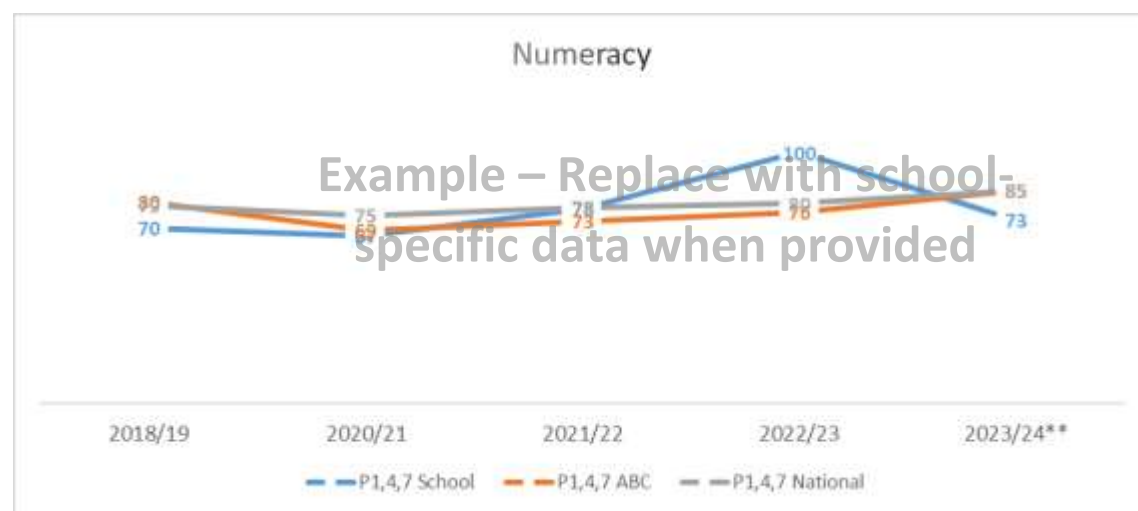 Numeracy
Example – Replace with school-
specific data when provided
100
85
80
75
78
70
73
76
73
2018/19
2020/21
2021/22
2022/23
2023/24**
P1,4,7 School
P1,4,7 ABC
P1,4,7 National